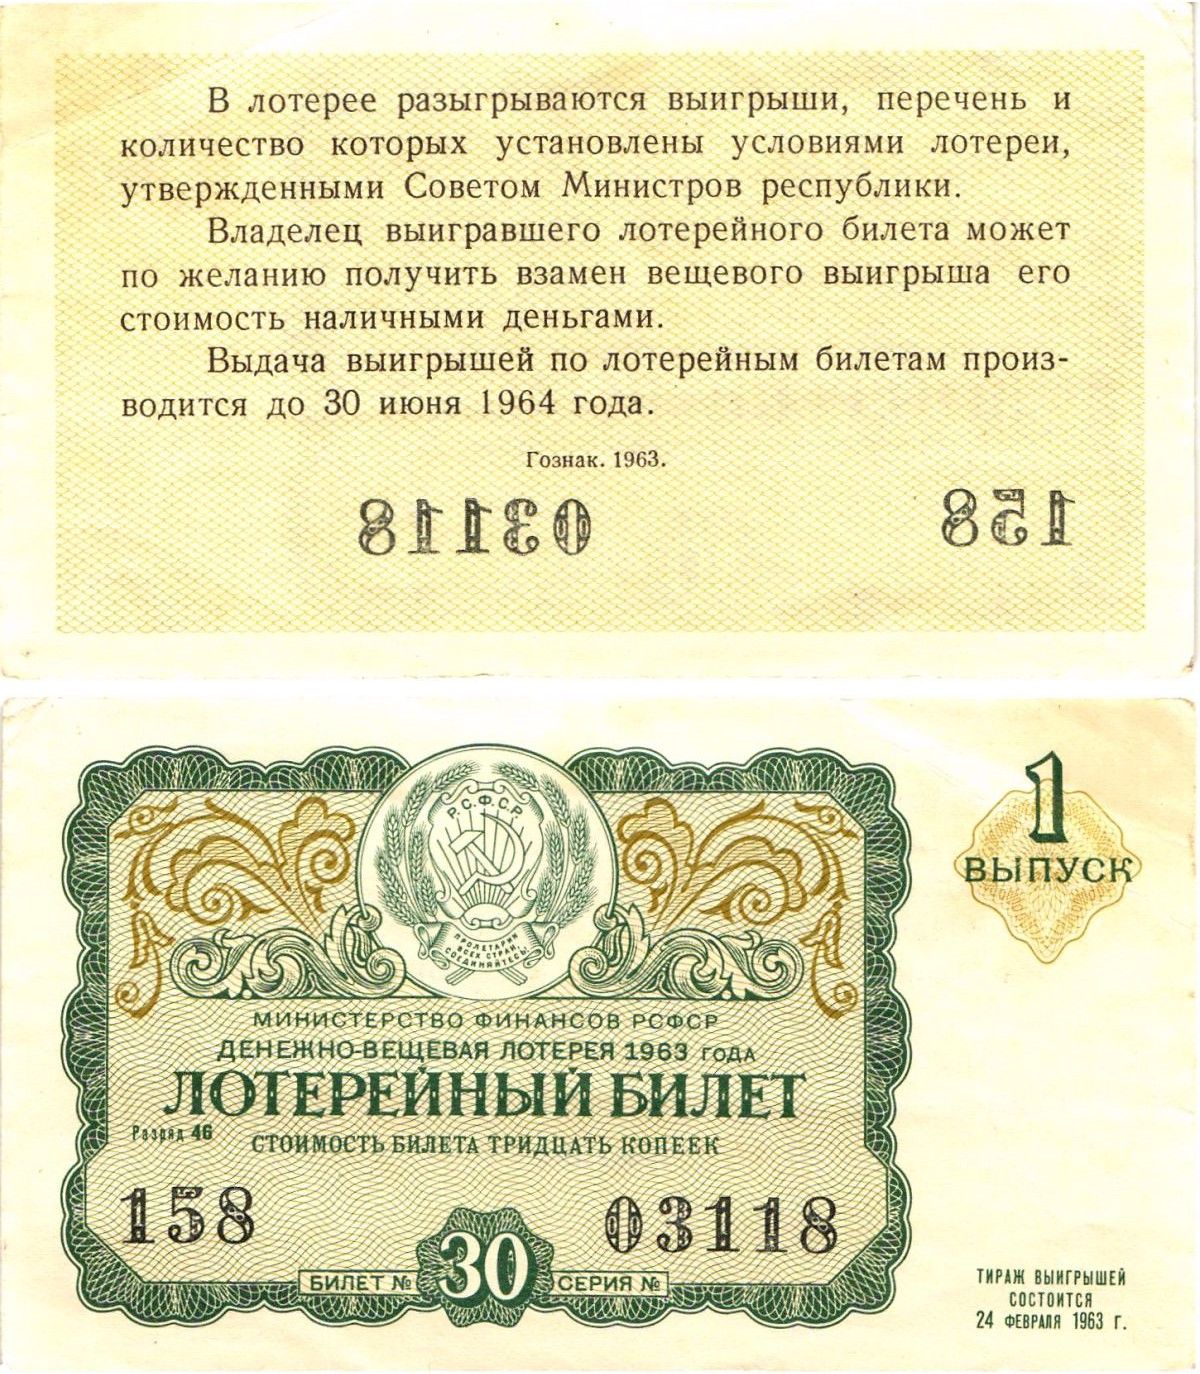 В лотерее разыгрываются выигрыши, перечень и
количество которых установлены условиями лотереи,
утвержденными Советом Министров республики.
Владелец выигравшего лотерейного билета может
по желанию получить взамен вещевого выигрыша его
стоимость наличными деньгами.
Выдача выигрышей по лотерейным билетам произ-
водится до 30 июня 1964 года.
Гознак. 1963.
03118
158
1
ВЫПУСК
Р.С.Ф.С.Р.
ПРОЛЕТАРИИ
ВСЕХ СТРАН,
СОЕДИНЯЙТЕСЬ!
МИНИСТЕРСТВО ФИНАНСОВ РСФСР
ДЕНЕЖНО-ВЕЩЕВАЯ ЛОТЕРЕЯ 1963 ГОДА
ЛОТЕРЕЙНЫЙ БИЛЕТ
Разряд 46
СТОИМОСТЬ БИЛЕТА ТРИДЦАТЬ КОПЕЕК
158 03118
БИЛЕТ № 30 СЕРИЯ №
ТИРАЖ ВЫИГРЫШЕЙ
СОСТОИТСЯ
24 ФЕВРАЛЯ 1963 г.